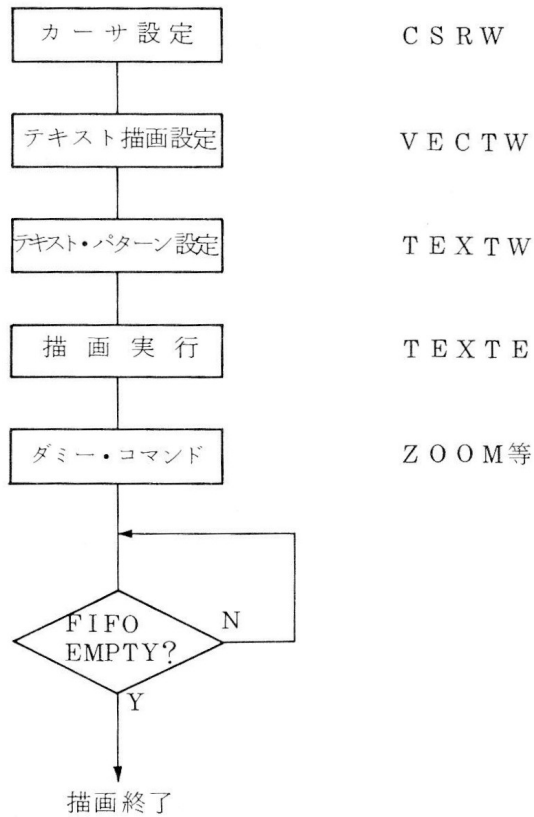 カーサ設定 CSRW
テキスト描画設定 VECTW
テキスト・パターン設定 TEXTW
描画実行 TEXTE
ダミー・コマンド ZOOM等
FIFO N
EMPTY?
Y
描画終了